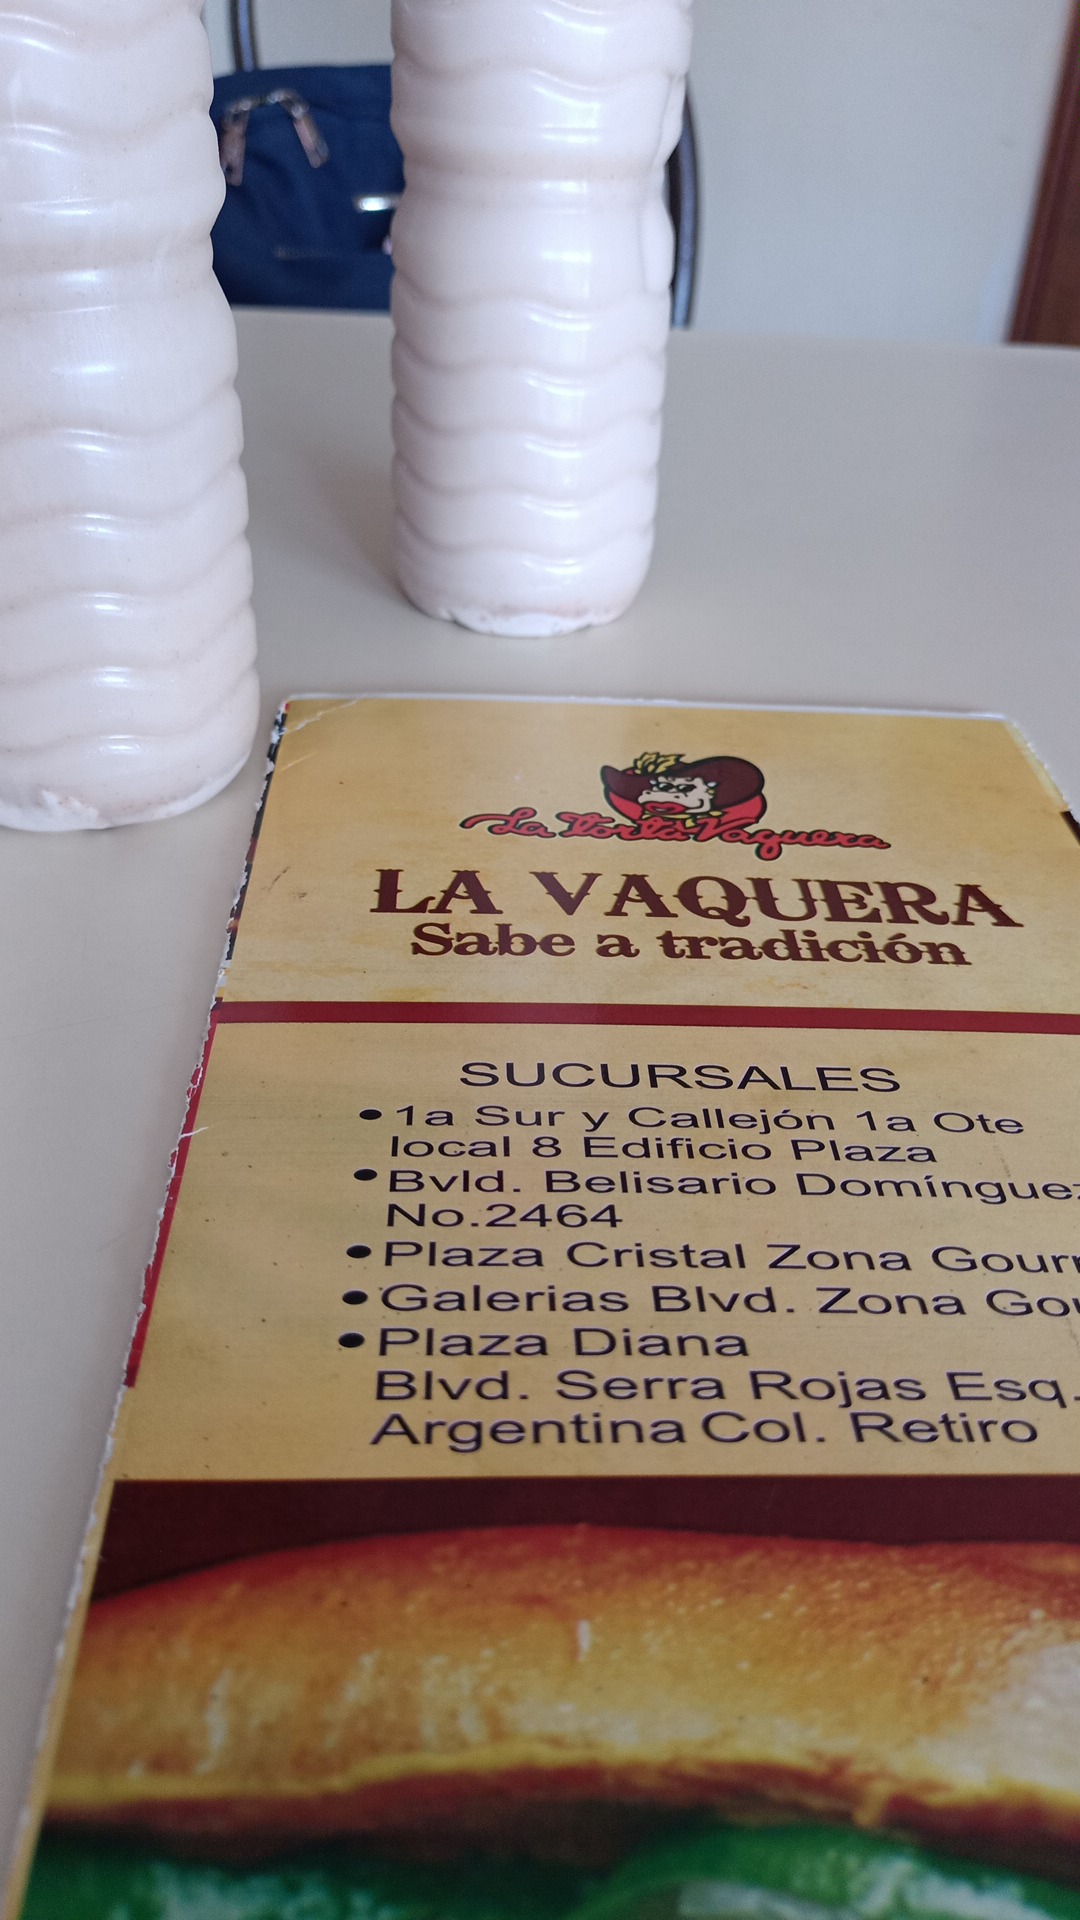 La Torta Vaquera
LA VAQUERA
Sabe a tradición
SUCURSALES
•1a Sur y Callejón 1a Ote
local 8 Edificio Plaza
•Bvld. Belisario Domínguez
No.2464
•Plaza Cristal Zona
•Galerias Blvd. Zona
•Plaza Diana
Blvd. Serra Rojas Esq.
Argentina Col. Retiro